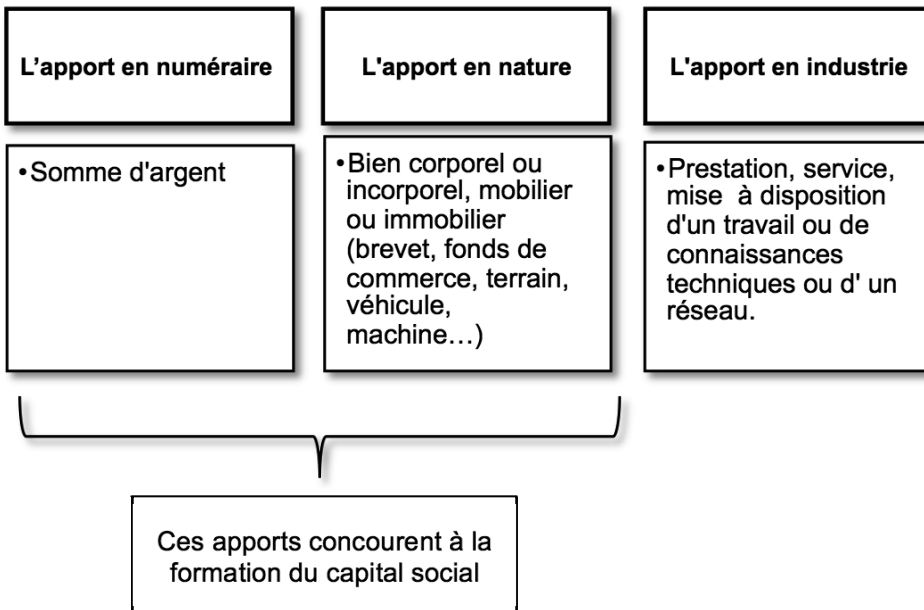 L’apport en numéraire
•Somme d'argent
L'apport en nature
•Bien corporel ou
incorporel, mobilier
ou immobilier
(brevet, fonds de
commerce, terrain,
véhicule,
machine…)
L'apport en industrie
•Prestation, service,
mise à disposition
d'un travail ou de
connaissances
techniques ou d' un
réseau.
Ces apports concourent à la
formation du capital social